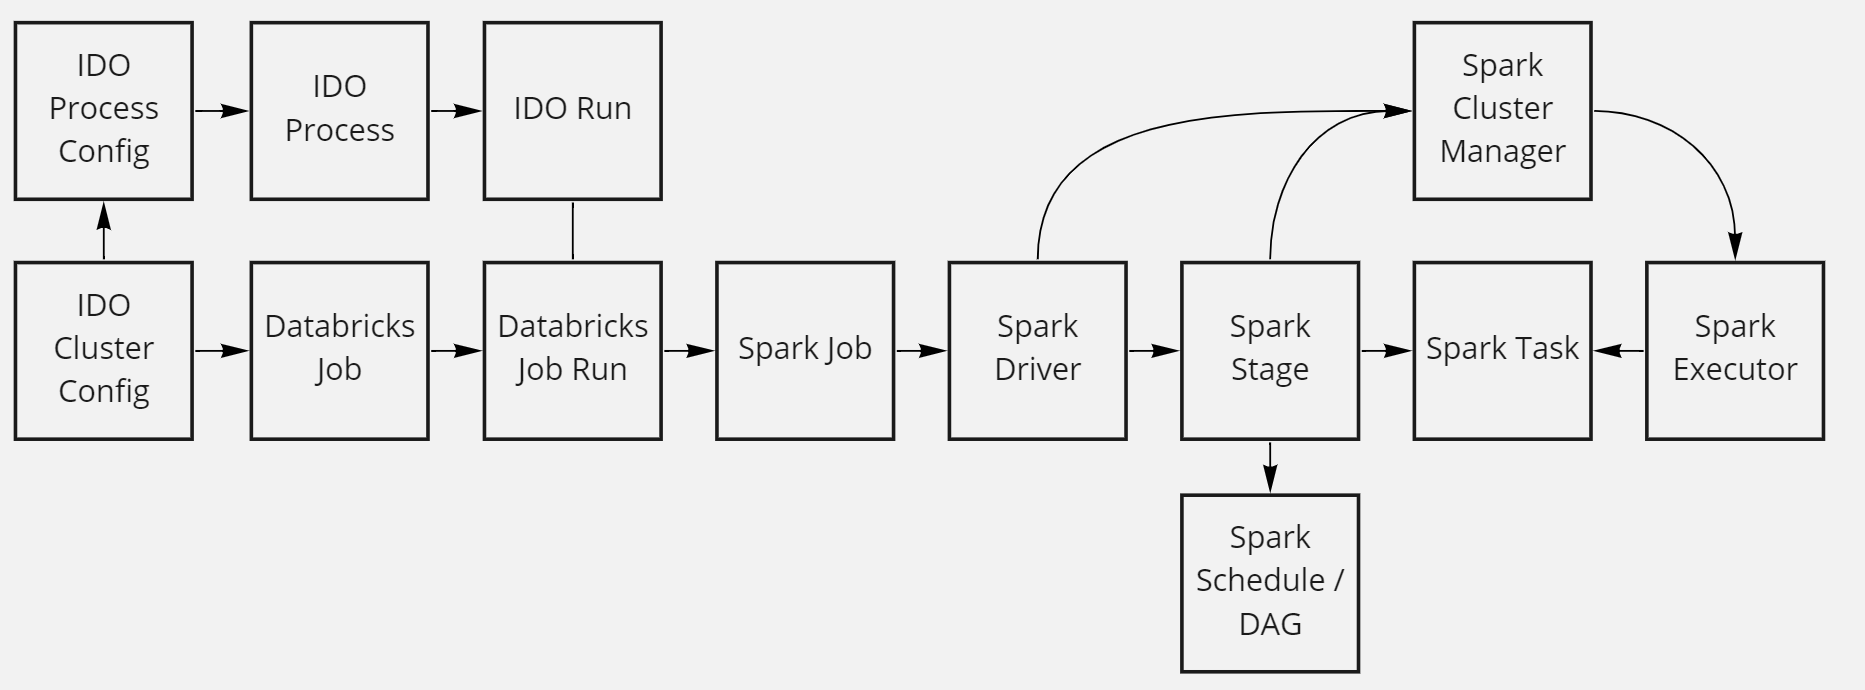 IDO
Process
Config
IDO
Process
IDO Run
Spark
Cluster
Manager
IDO
Cluster
Config
Databricks
Job
Databricks
Job Run
Spark Job
Spark
Driver
Spark
Stage
Spark Task
Spark
Executor
Spark
Schedule /
DAG